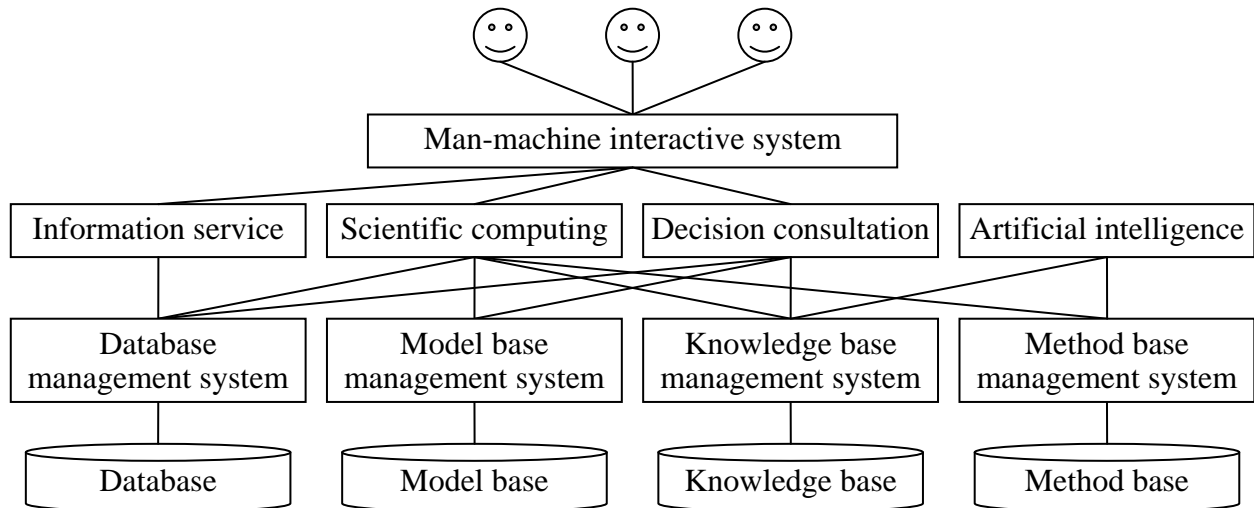 Man-machine interactive system
Information service
Scientific computing
Decision consultation
Artificial intelligence
Database
management system
Model base
management system
Knowledge base
management system
Method base
management system
Database
Model base
Knowledge base
Method base